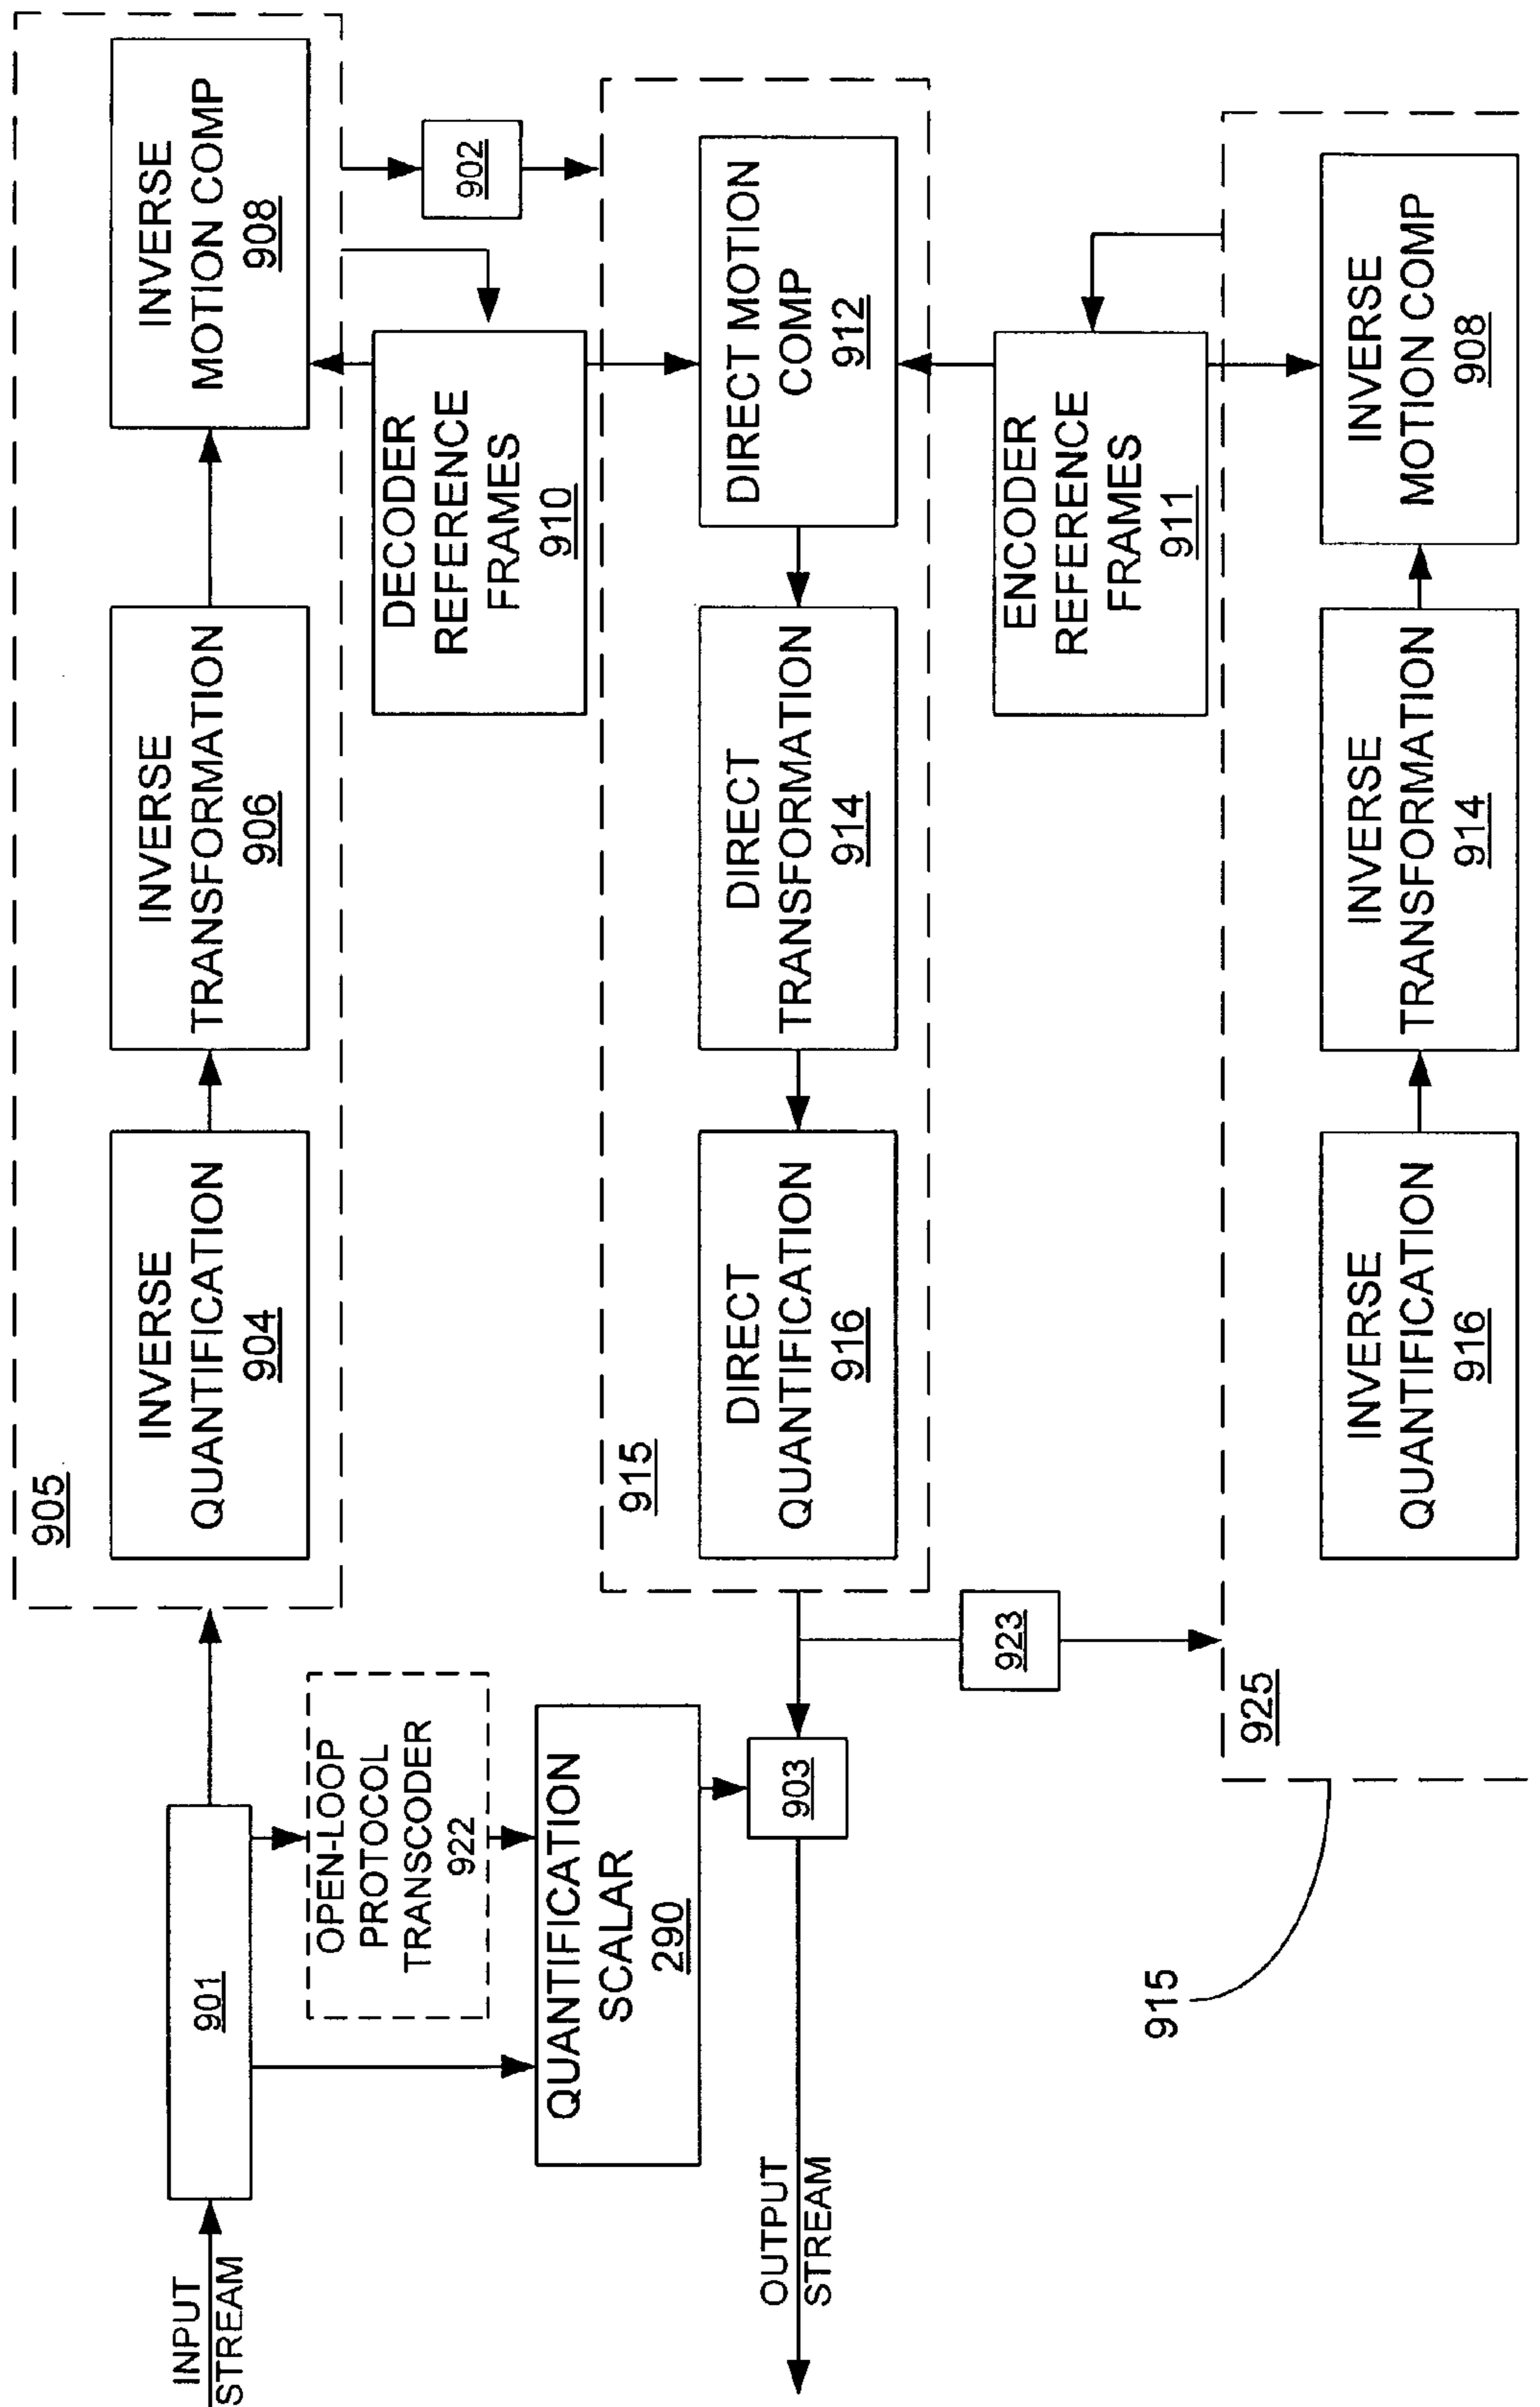 905
INVERSE
QUANTIFICATION
904
INVERSE
TRANSFORMATION
906
INVERSE
MOTION COMP
908
INPUT
STREAM
901
OPEN-LOOP
PROTOCOL
TRANSCODER
922
DECODER
REFERENCE
FRAMES
910
902
QUANTIFICATION
SCALAR
290
915
DIRECT
QUANTIFICATION
916
DIRECT
TRANSFORMATION
914
DIRECT MOTION
COMP
912
OUTPUT
STREAM
903
923
ENCODER
REFERENCE
FRAMES
911
915
925
INVERSE
QUANTIFICATION
916
INVERSE
TRANSFORMATION
914
INVERSE
MOTION COMP
908